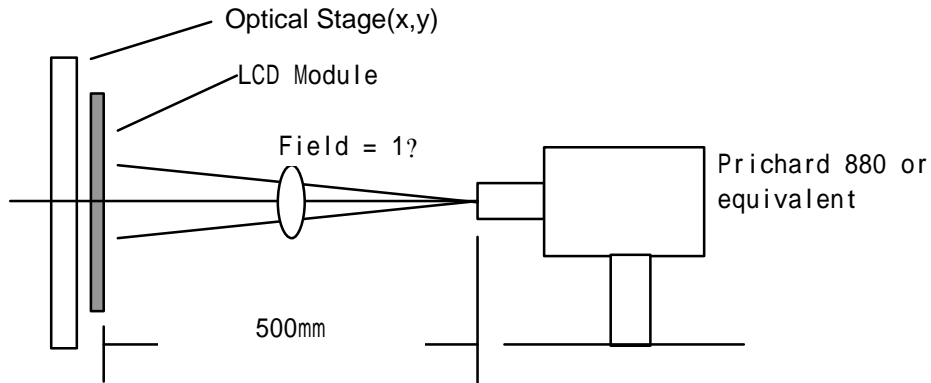 Optical Stage(x,y)
LCD Module
Field = 1?
Prichard 880 or
equivalent
500mm